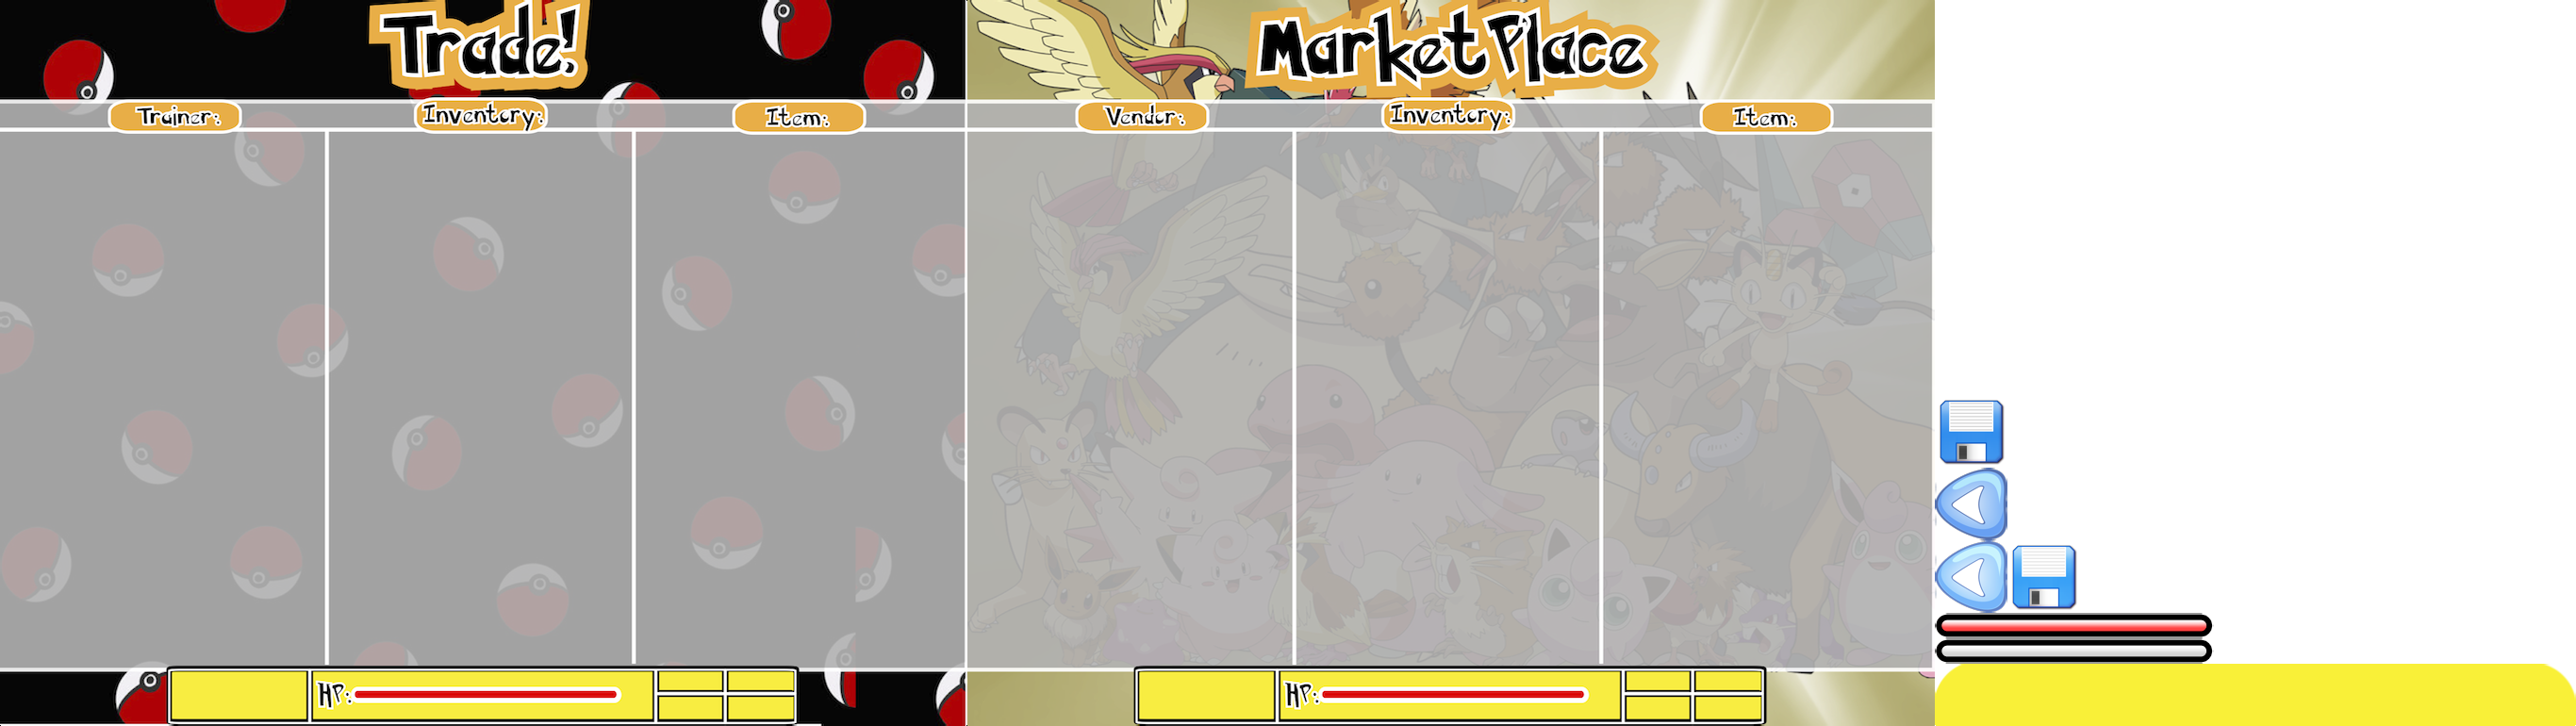 Trade!
Trainer:
Inventory:
Item:
HP:
Market Place
Vendor:
Inventory:
Item:
HP: